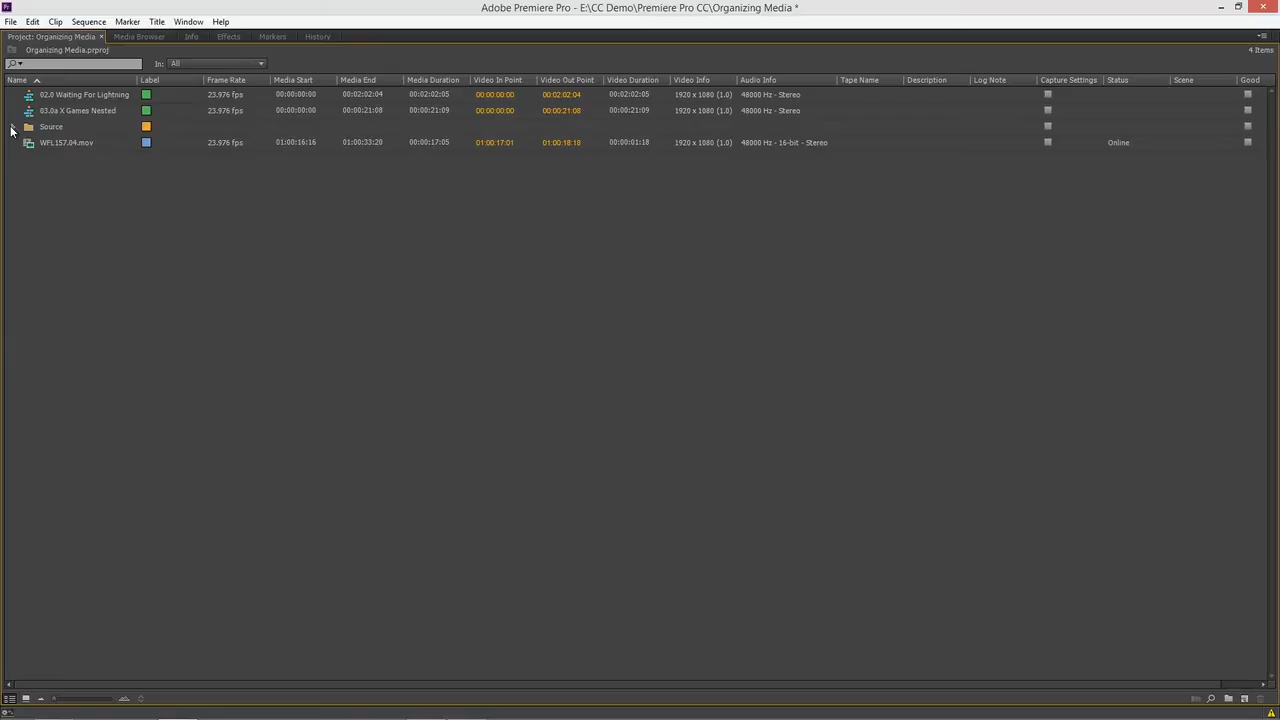 Adobe Premiere Pro - E:\CC Demo\Premiere Pro CC\Organizing Media *
File Edit Clip Sequence Marker Title Window Help
Project: Organizing Media × Media Browser Info Effects Markers History
Organizing Media.prproj 4 Items
In: All
Name Label Frame Rate Media Start Media End Media Duration Video In Point Video Out Point Video Duration Video Info Audio Info Tape Name Description Log Note Capture Settings Status Scene Good
02.0 Waiting For Lightning 23.976 fps 00:00:00:00 00:02:02:04 00:02:02:05 00:00:00:00 00:02:02:04 00:02:02:05 1920 x 1080 (1.0) 48000 Hz - Stereo
03.0a X Games Nested 23.976 fps 00:00:00:00 00:00:21:08 00:00:21:09 00:00:00:00 00:00:21:08 00:00:21:09 1920 x 1080 (1.0) 48000 Hz - Stereo
Source
WFL157.04.mov 23.976 fps 01:00:16:16 01:00:33:20 00:00:17:05 01:00:17:01 01:00:18:18 00:00:01:18 1920 x 1080 (1.0) 48000 Hz - 16-bit - Stereo Online